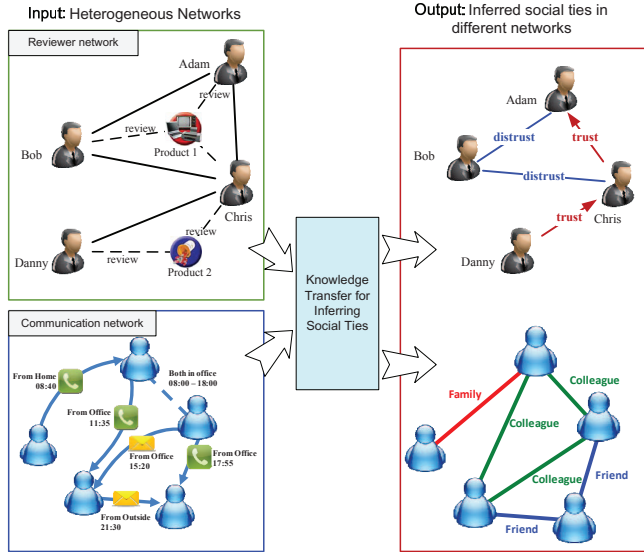 Input: Heterogeneous Networks
Reviewer network
Adam
review
review
Bob
Product 1
review
Chris
review
Danny
review
Product 2
Communication network
From Home
08:40
Both in office
08:00 – 18:00
From Office
11:35
From Office
15:20
From Office
17:55
From Outside
21:30
Knowledge
Transfer for
Inferring
Social Ties
Output: Inferred social ties in
different networks
Adam
distrust
trust
Bob
distrust
Chris
trust
Danny
Family
Colleague
Colleague
Colleague
Friend
Friend